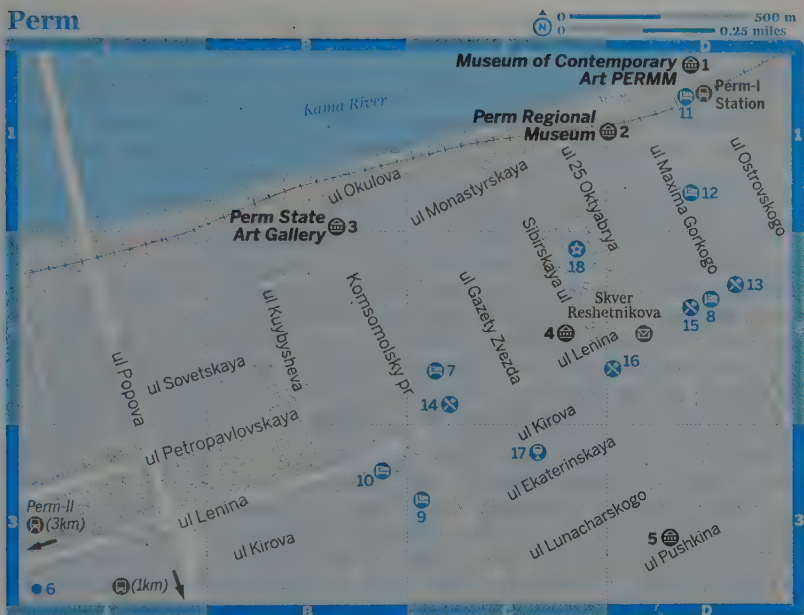 Perm
0 500 m
N
0 0.25 miles
D
Museum of Contemporary
Art PERMM
1
Perm-I
Station
11
Kama River
Perm Regional
Museum
2
1
1
ul Okulova
ul Monastyrskaya
ul 25 Oktyabrya
ul Maxima Gorkogo
ul Ostrovskogo
12
Perm State
Art Gallery
3
Sibirskaya ul
18
13
8
15
Skver
Reshetnikova
4
ul Lenina
16
ul Kuybysheva
Komsomolsky pr
ul Gazety Zvezda
ul Popova
ul Sovetskaya
7
14
ul Petropavlovskaya
ul Kirova
17
ul Ekaterinskaya
10
9
ul Lenina
ul Kirova
ul Lunacharskogo
5
ul Pushkina
3
3
Perm-II
(3km)
6
(1km)
B
D